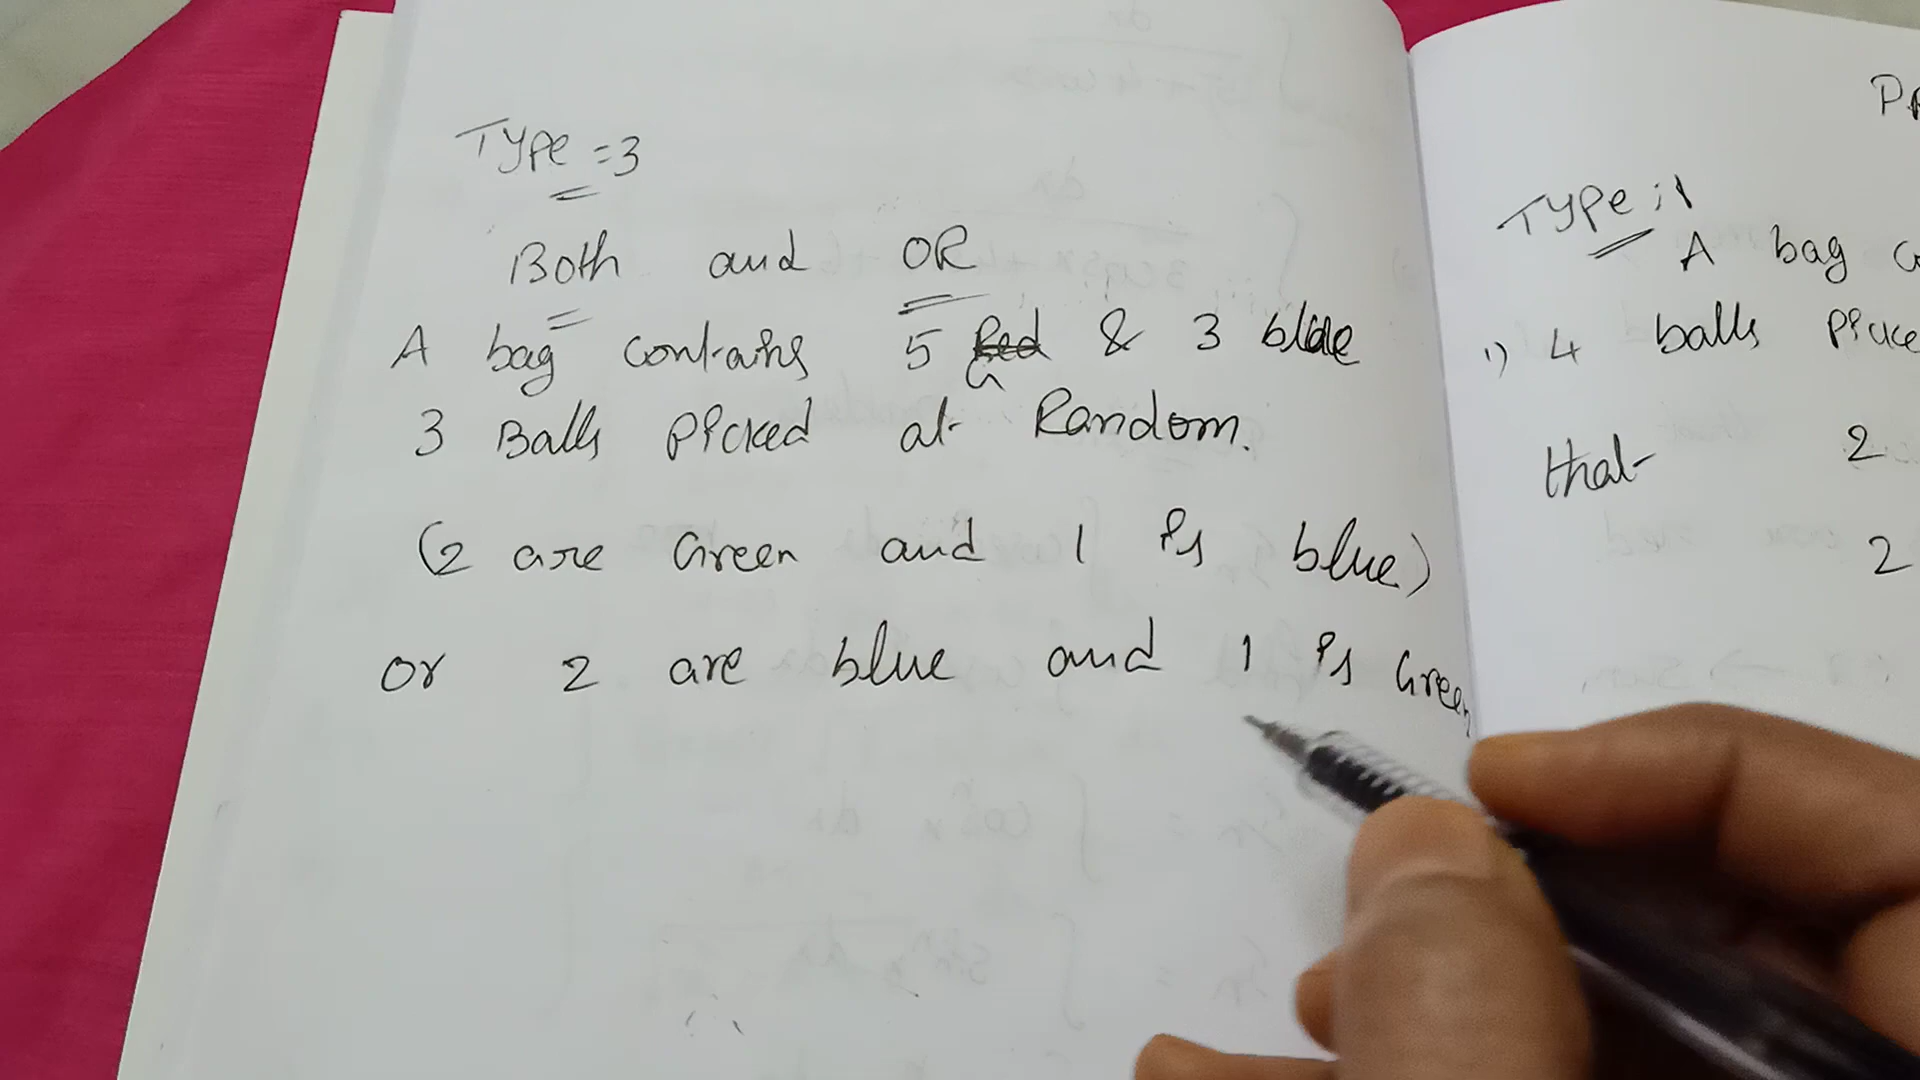 Type = 3
Both and OR
A bag contains 5 G & 3 blue
3 Balls picked at Random.
(2 are Green and 1 is blue)
or 2 are blue and 1 is Green
Type : 1
A bag
1) 4 balls
that 2
2